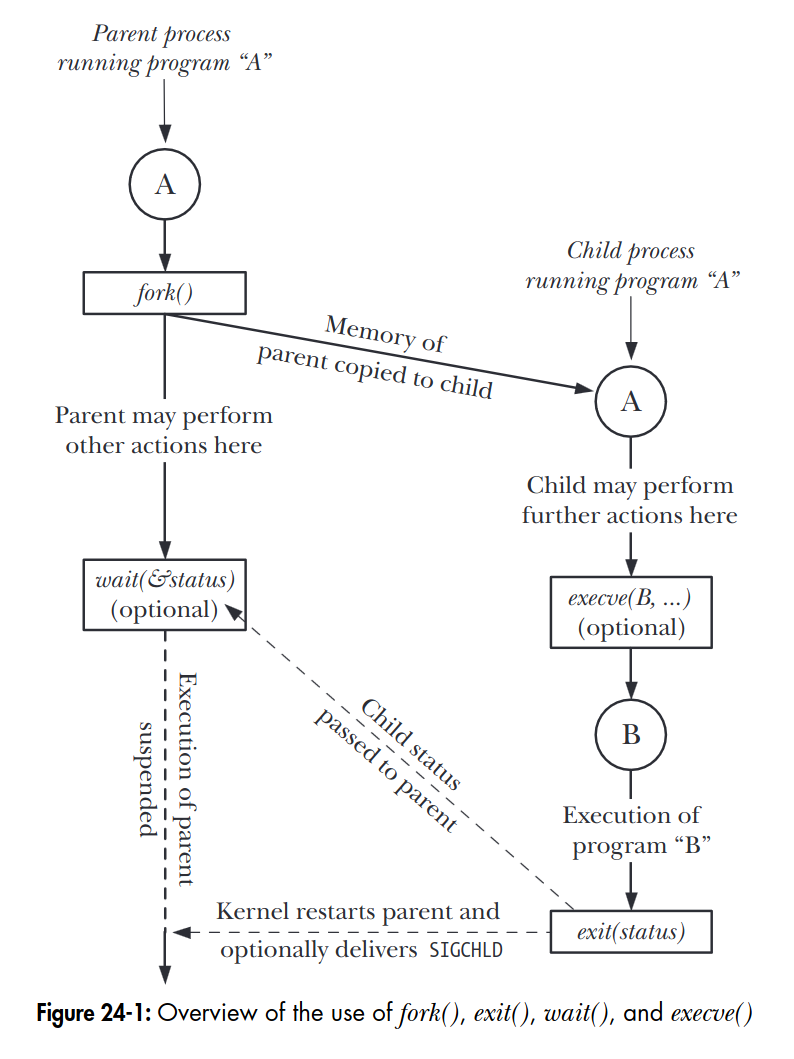 Parent process
running program “A”
A
fork()
Child process
running program “A”
Memory of
parent copied to child
A
Parent may perform
other actions here
Child may perform
further actions here
wait(&status)
(optional)
execve(B, ...)
(optional)
Execution of parent
suspended
Child status
passed to parent
B
Execution of
program “B”
Kernel restarts parent and
optionally delivers SIGCHLD
exit(status)
Figure 24-1: Overview of the use of fork(), exit(), wait(), and execve()